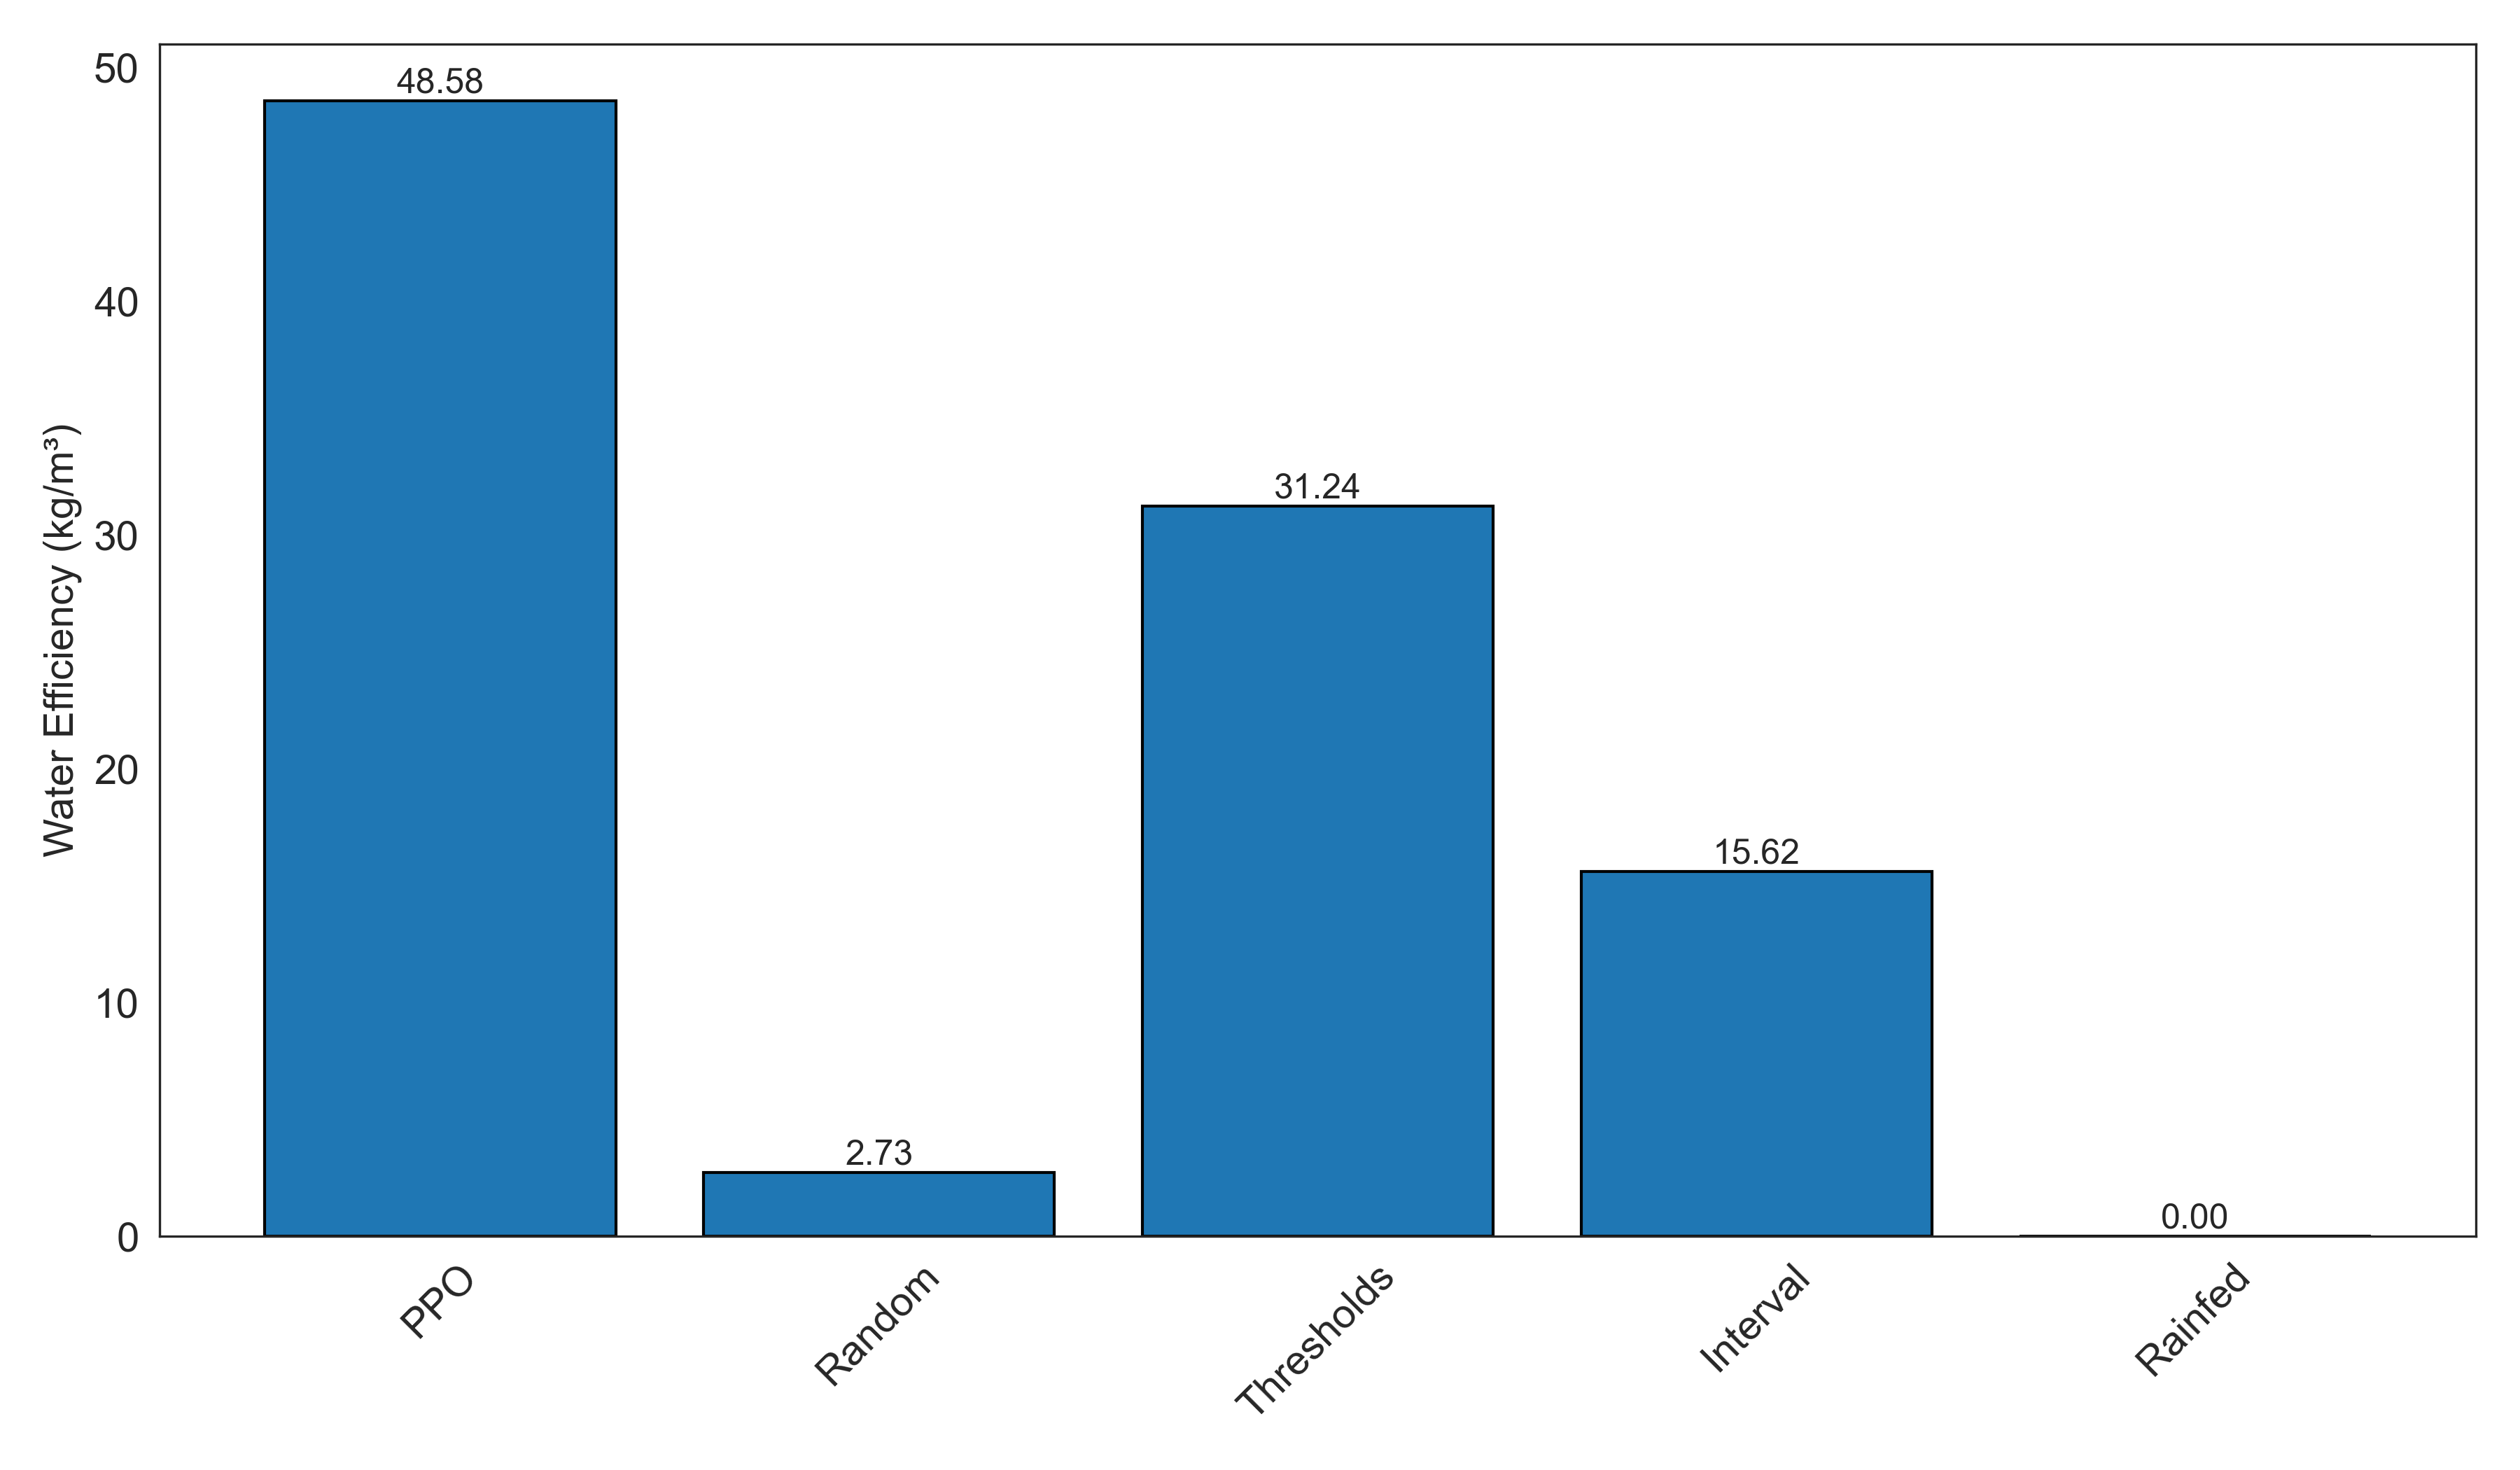 Water Efficiency (kg/m³)
50
40
30
20
10
0
48.58
2.73
31.24
15.62
0.00
PPO
Random
Thresholds
Interval
Rainfed